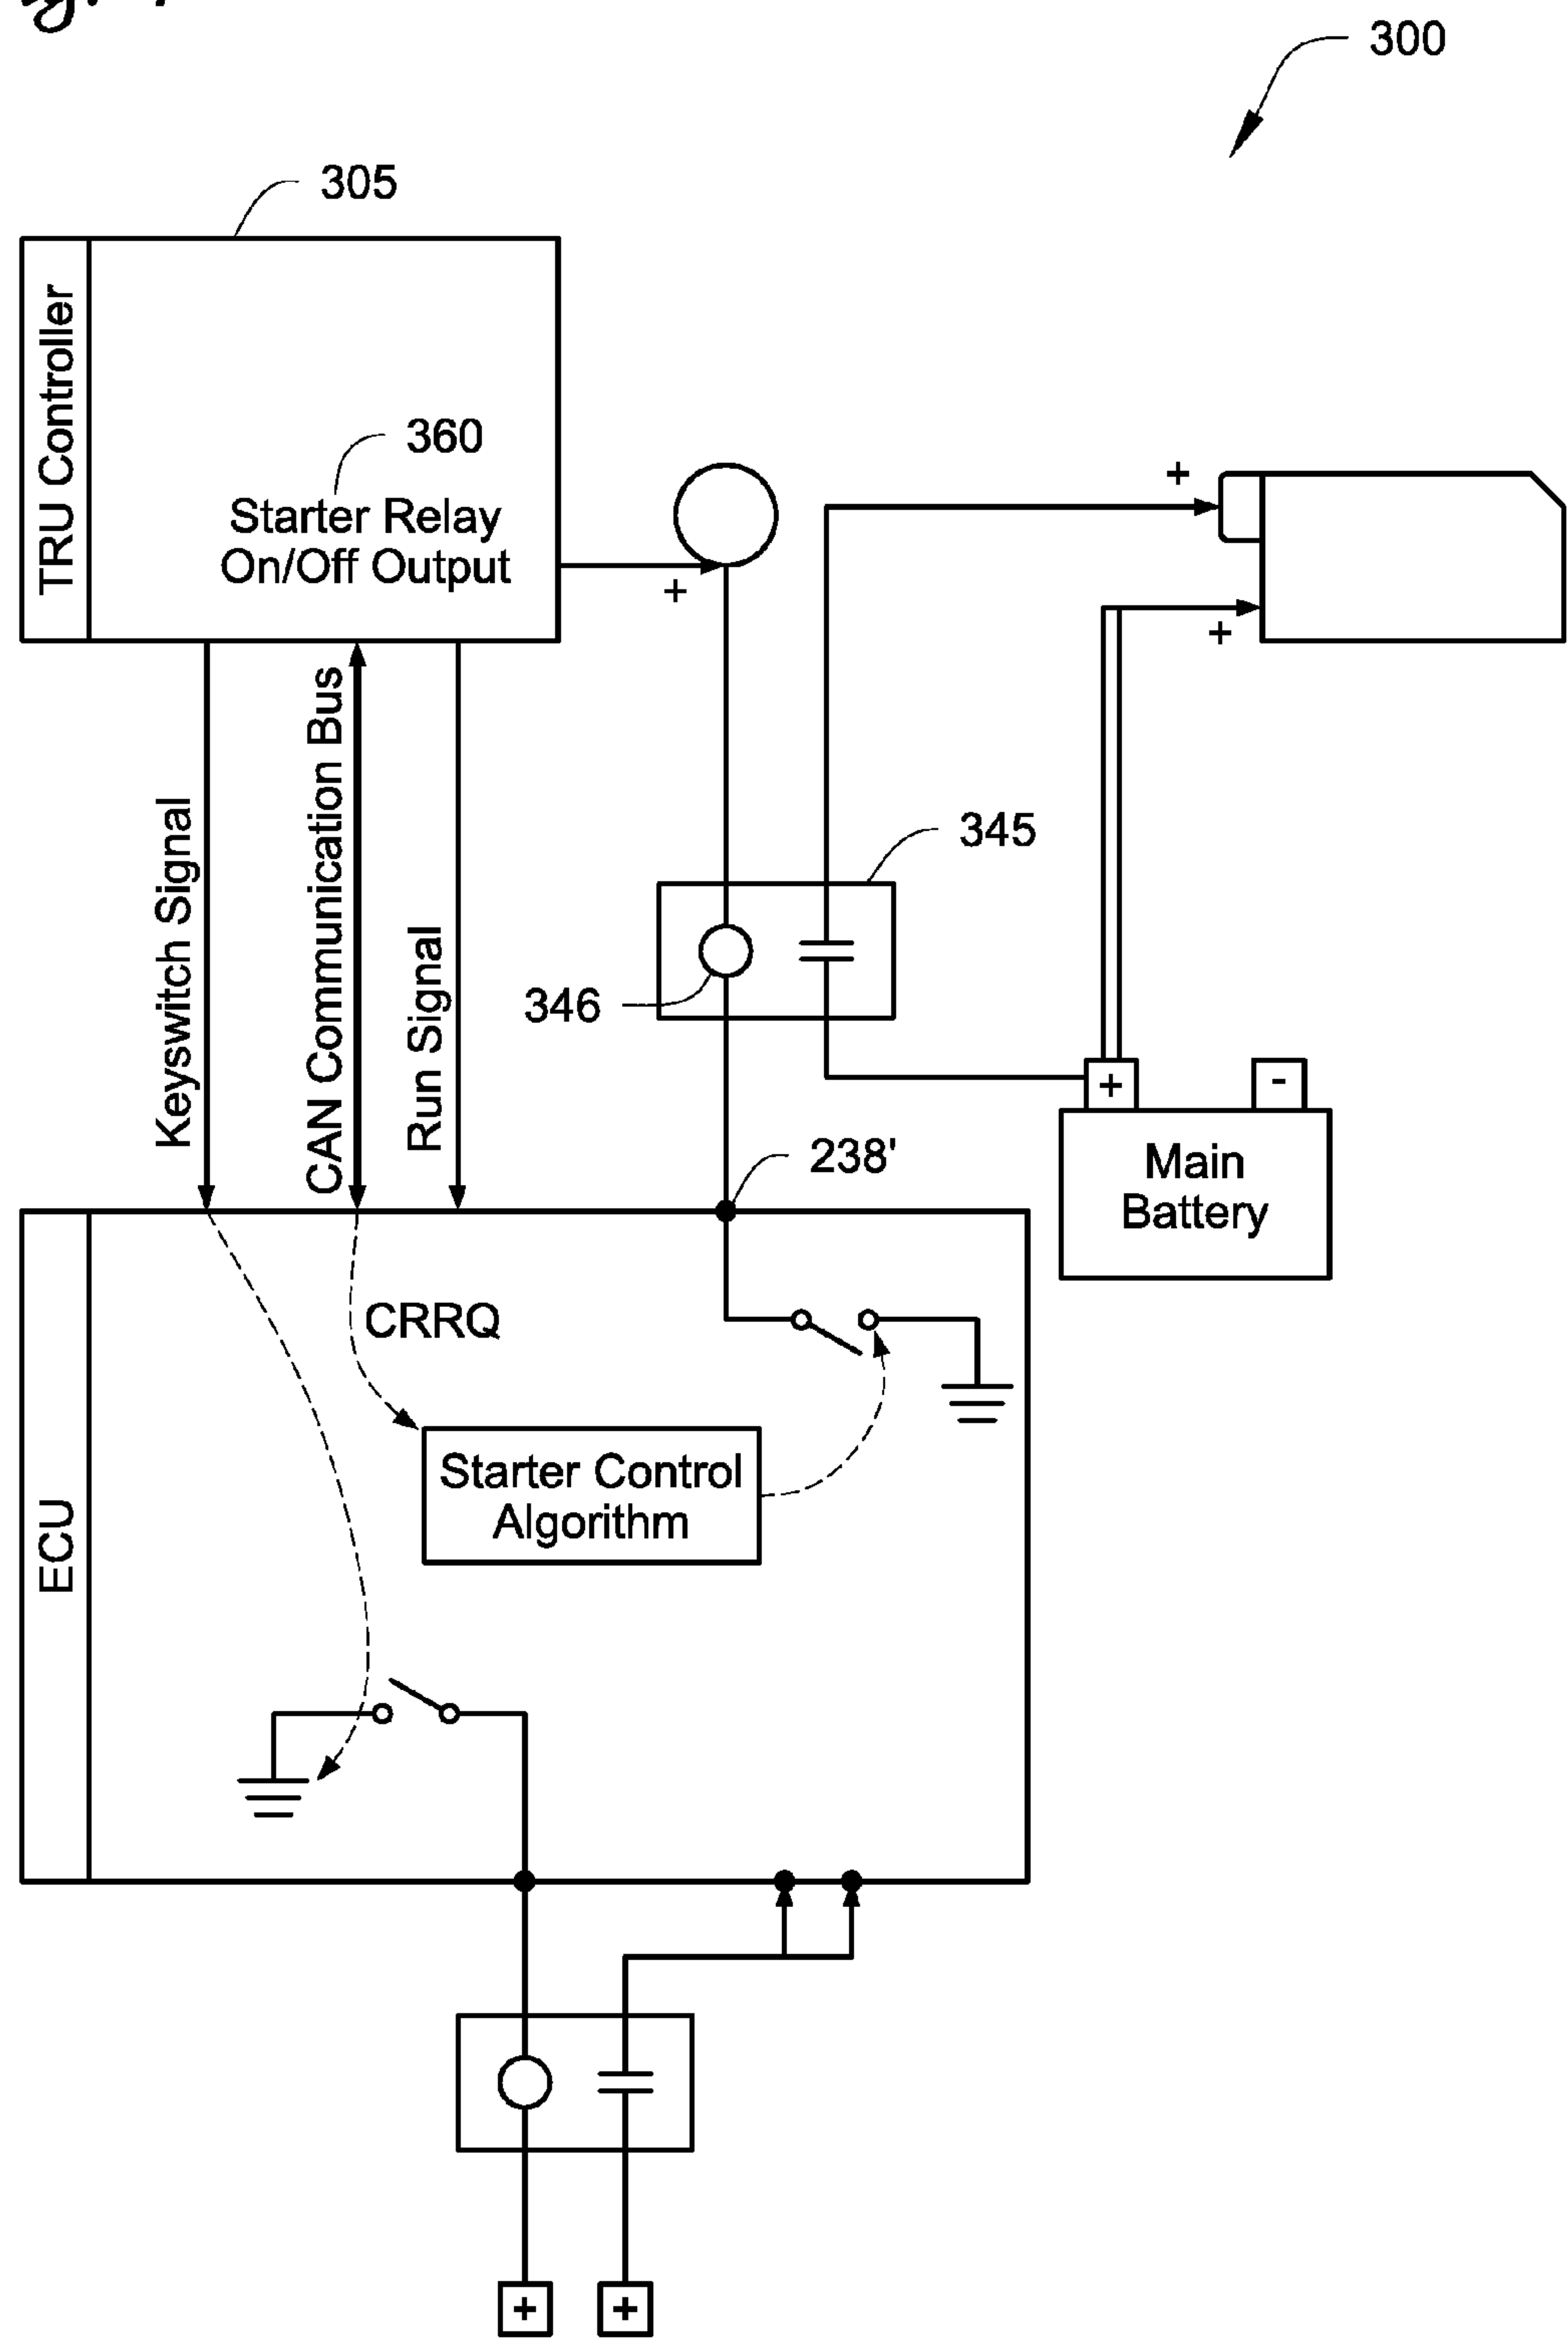 300
305
TRU Controller
360
Starter Relay
On/Off Output
+
+
+
Keyswitch Signal
CAN Communication Bus
Run Signal
345
346
+
-
Main
Battery
238'
CRRQ
Starter Control
Algorithm
ECU
+
+